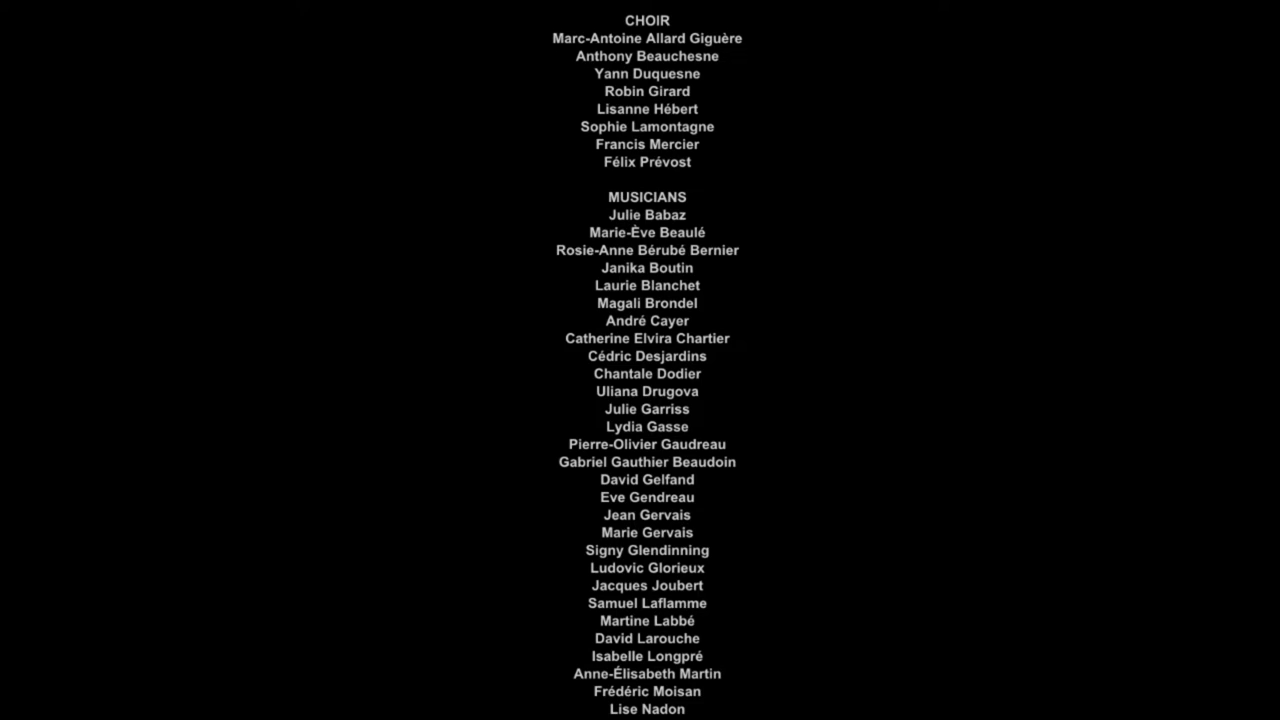 CHOIR
Marc-Antoine Allard Giguère
Anthony Beauchesne
Yann Duquesne
Robin Girard
Lisanne Hébert
Sophie Lamontagne
Francis Mercier
Félix Prévost
MUSICIANS
Julie Babaz
Marie-Ève Beaulé
Rosie-Anne Bérubé Bernier
Janika Boutin
Laurie Blanchet
Magali Brondel
André Cayer
Catherine Elvira Chartier
Cédric Desjardins
Chantale Dodier
Uliana Drugova
Julie Garriss
Lydia Gasse
Pierre-Olivier Gaudreau
Gabriel Gauthier Beaudoin
David Gelfand
Eve Gendreau
Jean Gervais
Marie Gervais
Signy Glendinning
Ludovic Glorieux
Jacques Joubert
Samuel Laflamme
Martine Labbé
David Larouche
Isabelle Longpré
Anne-Élisabeth Martin
Frédéric Moisan
Lise Nadon